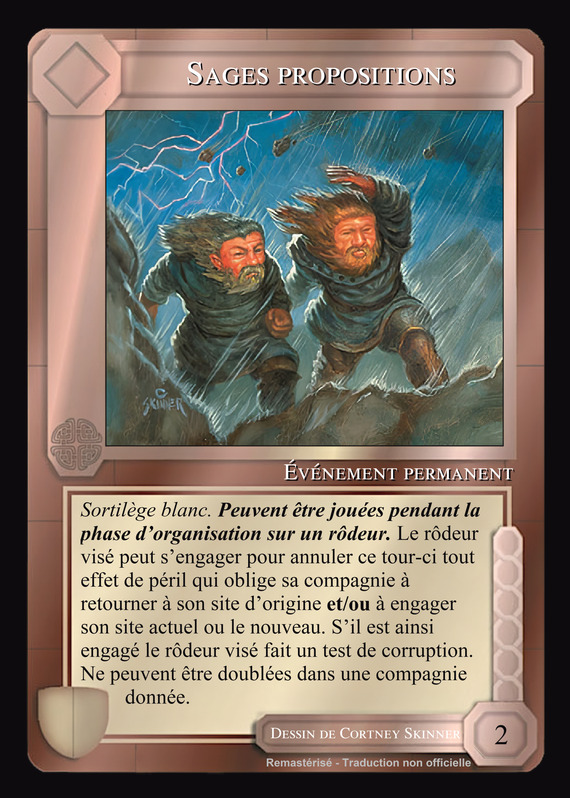 Sages propositions
SKINNER
Événement permanent
Sortilège blanc. Peuvent être jouées pendant la
phase d’organisation sur un rôdeur. Le rôdeur
visé peut s’engager pour annuler ce tour-ci tout
effet de péril qui oblige sa compagnie à
retourner à son site d’origine et/ou à engager
son site actuel ou le nouveau. S’il est ainsi
engagé le rôdeur visé fait un test de corruption.
Ne peuvent être doublées dans une compagnie
donnée.
Dessin de Cortney Skinner
2
Remastérisé - Traduction non officielle